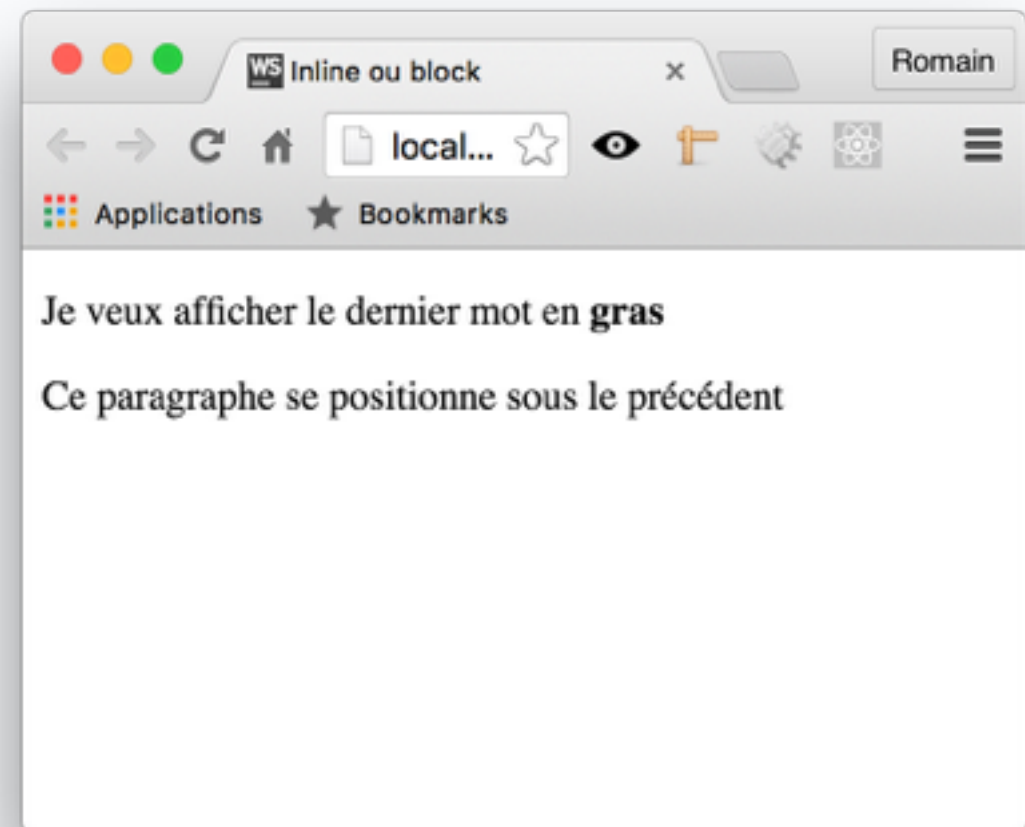 WS Inline ou block
Romain
local...
Applications Bookmarks
Je veux afficher le dernier mot en gras
Ce paragraphe se positionne sous le précédent